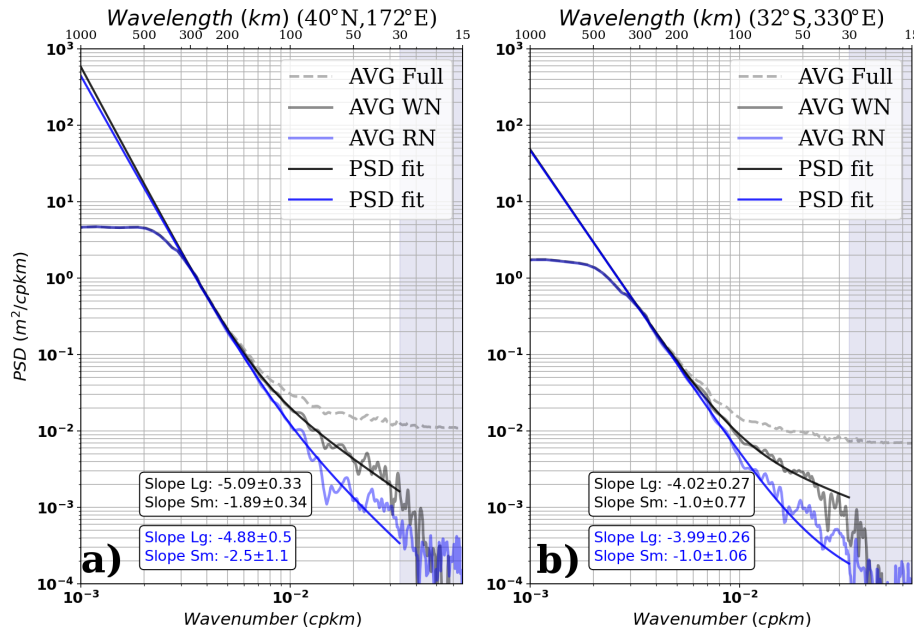 Wavelength (km) (40°N,172°E)
1000 500 300 200 100 50 30 15
10³
10²
10¹
10⁰
10⁻¹
10⁻²
10⁻³
10⁻⁴
PSD (m²/cpkm)
AVG Full
AVG WN
AVG RN
PSD fit
PSD fit
Slope Lg: -5.09±0.33
Slope Sm: -1.89±0.34
Slope Lg: -4.88±0.5
Slope Sm: -2.5±1.1
a)
10⁻³ 10⁻²
Wavenumber (cpkm)
Wavelength (km) (32°S,330°E)
1000 500 300 200 100 50 30 15
10³
10²
10¹
10⁰
10⁻¹
10⁻²
10⁻³
10⁻⁴
AVG Full
AVG WN
AVG RN
PSD fit
PSD fit
Slope Lg: -4.02±0.27
Slope Sm: -1.0±0.77
Slope Lg: -3.99±0.26
Slope Sm: -1.0±1.06
b)
10⁻³ 10⁻²
Wavenumber (cpkm)